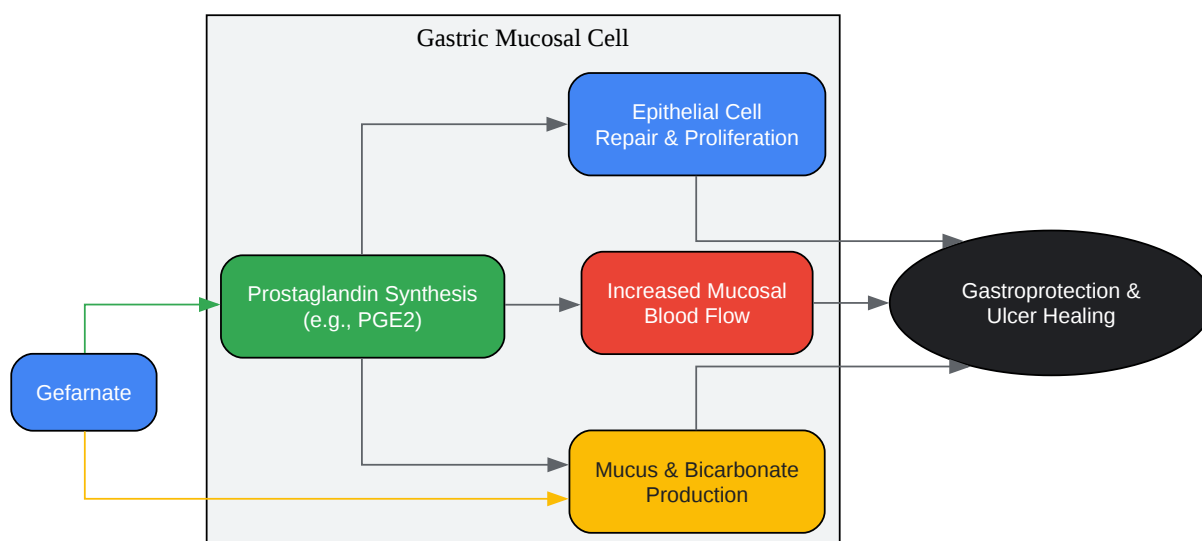 Gastric Mucosal Cell
Epithelial Cell
Repair & Proliferation
Prostaglandin Synthesis
(e.g., PGE2)
Increased Mucosal
Blood Flow
Gastroprotection &
Ulcer Healing
Gefarnate
Mucus & Bicarbonate
Production